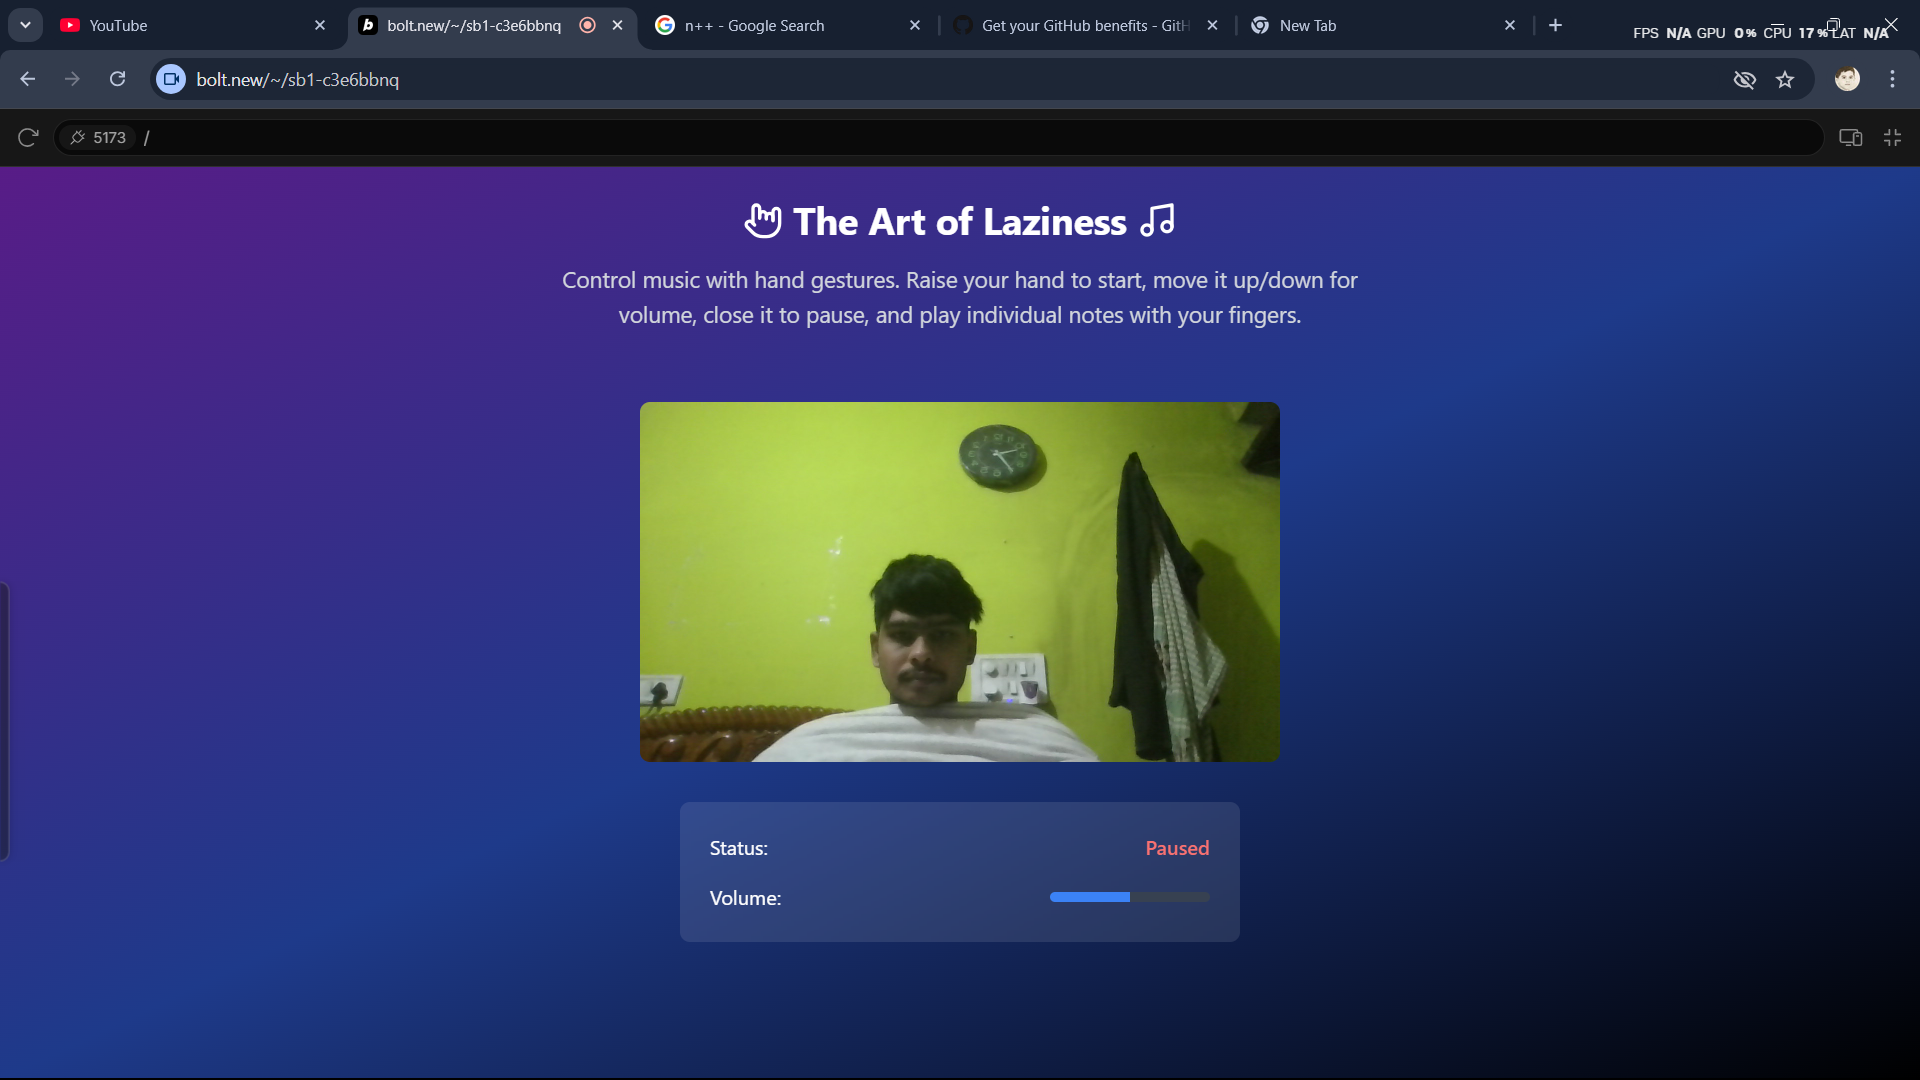 YouTube
bolt.new/~/sb1-c3e6bbnq
n++ - Google Search
Get your GitHub benefits - GitH
New Tab
FPS N/A GPU 0% CPU 17% LAT N/A
bolt.new/~/sb1-c3e6bbnq
5173 /
The Art of Laziness
Control music with hand gestures. Raise your hand to start, move it up/down for
volume, close it to pause, and play individual notes with your fingers.
Status: Paused
Volume: